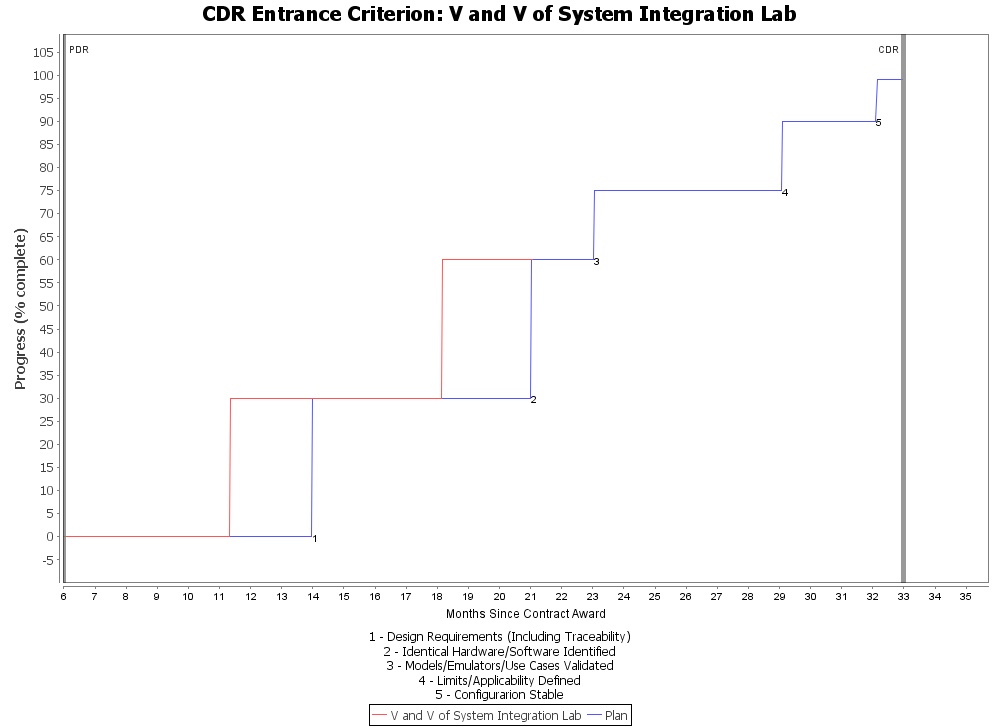 CDR Entrance Criterion: V and V of System Integration Lab
PDR
CDR
105
100
95
90
85
80
75
70
65
60
55
50
45
40
35
30
25
20
15
10
5
0
-5
Progress (% complete)
1
2
3
4
5
6 7 8 9 10 11 12 13 14 15 16 17 18 19 20 21 22 23 24 25 26 27 28 29 30 31 32 33 34 35
Months Since Contract Award
1 - Design Requirements (Including Traceability)
2 - Identical Hardware/Software Identified
3 - Models/Emulators/Use Cases Validated
4 - Limits/Applicability Defined
5 - Configurarion Stable
V and V of System Integration Lab Plan